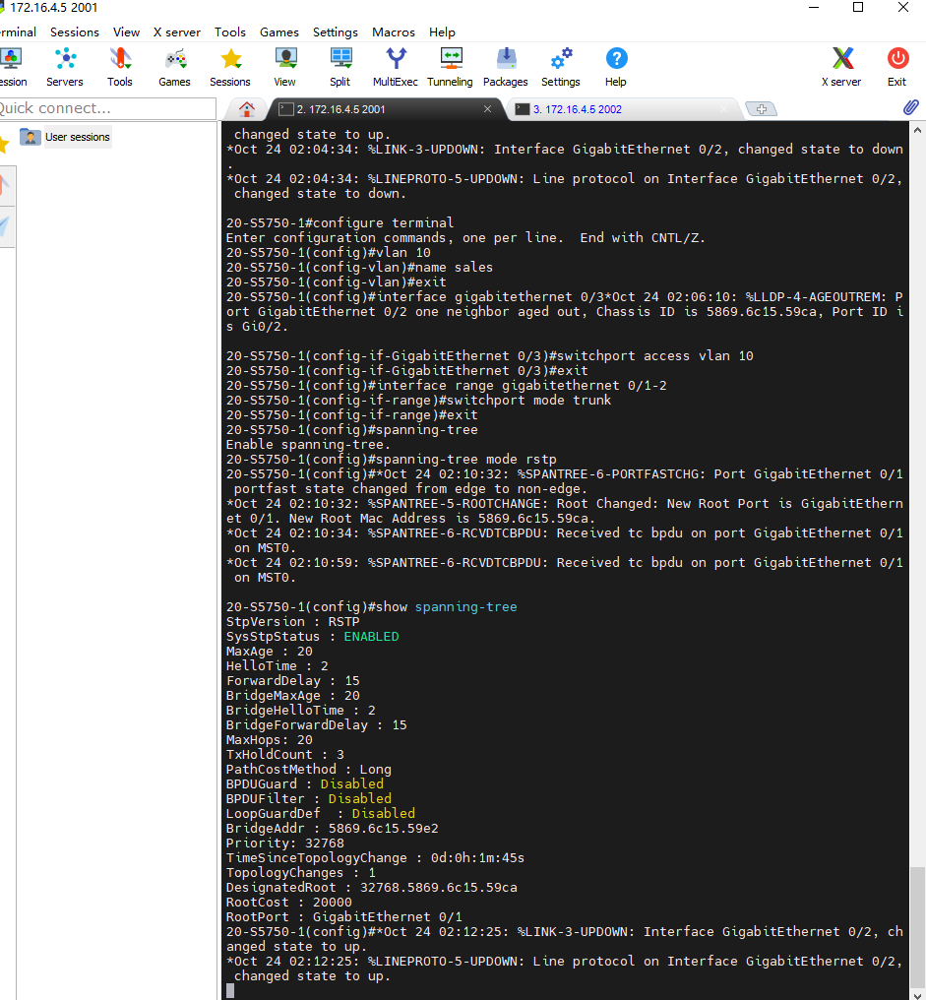 172.16.4.5 2001
rminal Sessions View X server Tools Games Settings Macros Help
ession Servers Tools Games Sessions View Split MultiExec Tunneling Packages Settings Help X server Exit
Quick connect...
2. 172.16.4.5 2001
3. 172.16.4.5 2002
User sessions
changed state to up.
*Oct 24 02:04:34: %LINK-3-UPDOWN: Interface GigabitEthernet 0/2, changed state to down
.
*Oct 24 02:04:34: %LINEPROTO-5-UPDOWN: Line protocol on Interface GigabitEthernet 0/2,
changed state to down.
20-S5750-1#configure terminal
Enter configuration commands, one per line.  End with CNTL/Z.
20-S5750-1(config)#vlan 10
20-S5750-1(config-vlan)#name sales
20-S5750-1(config-vlan)#exit
20-S5750-1(config)#interface gigabitethernet 0/3*Oct 24 02:06:10: %LLDP-4-AGEOUTREM: P
ort GigabitEthernet 0/2 one neighbor aged out, Chassis ID is 5869.6c15.59ca, Port ID i
s Gi0/2.
20-S5750-1(config-if-GigabitEthernet 0/3)#switchport access vlan 10
20-S5750-1(config-if-GigabitEthernet 0/3)#exit
20-S5750-1(config)#interface range gigabitethernet 0/1-2
20-S5750-1(config-if-range)#switchport mode trunk
20-S5750-1(config-if-range)#exit
20-S5750-1(config)#spanning-tree
Enable spanning-tree.
20-S5750-1(config)#spanning-tree mode rstp
20-S5750-1(config)#*Oct 24 02:10:32: %SPANTREE-6-PORTFASTCHG: Port GigabitEthernet 0/1
portfast state changed from edge to non-edge.
*Oct 24 02:10:32: %SPANTREE-5-ROOTCHANGE: Root Changed: New Root Port is GigabitEthern
et 0/1. New Root Mac Address is 5869.6c15.59ca.
*Oct 24 02:10:34: %SPANTREE-6-RCVDTCBPDU: Received tc bpdu on port GigabitEthernet 0/1
on MST0.
*Oct 24 02:10:59: %SPANTREE-6-RCVDTCBPDU: Received tc bpdu on port GigabitEthernet 0/1
on MST0.
20-S5750-1(config)#show spanning-tree
StpVersion : RSTP
SysStpStatus : ENABLED
MaxAge : 20
HelloTime : 2
ForwardDelay : 15
BridgeMaxAge : 20
BridgeHelloTime : 2
BridgeForwardDelay : 15
MaxHops: 20
TxHoldCount : 3
PathCostMethod : Long
BPDUGuard : Disabled
BPDUFilter : Disabled
LoopGuardDef  : Disabled
BridgeAddr : 5869.6c15.59e2
Priority: 32768
TimeSinceTopologyChange : 0d:0h:1m:45s
TopologyChanges : 1
DesignatedRoot : 32768.5869.6c15.59ca
RootCost : 20000
RootPort : GigabitEthernet 0/1
20-S5750-1(config)#*Oct 24 02:12:25: %LINK-3-UPDOWN: Interface GigabitEthernet 0/2, ch
anged state to up.
*Oct 24 02:12:25: %LINEPROTO-5-UPDOWN: Line protocol on Interface GigabitEthernet 0/2,
changed state to up.